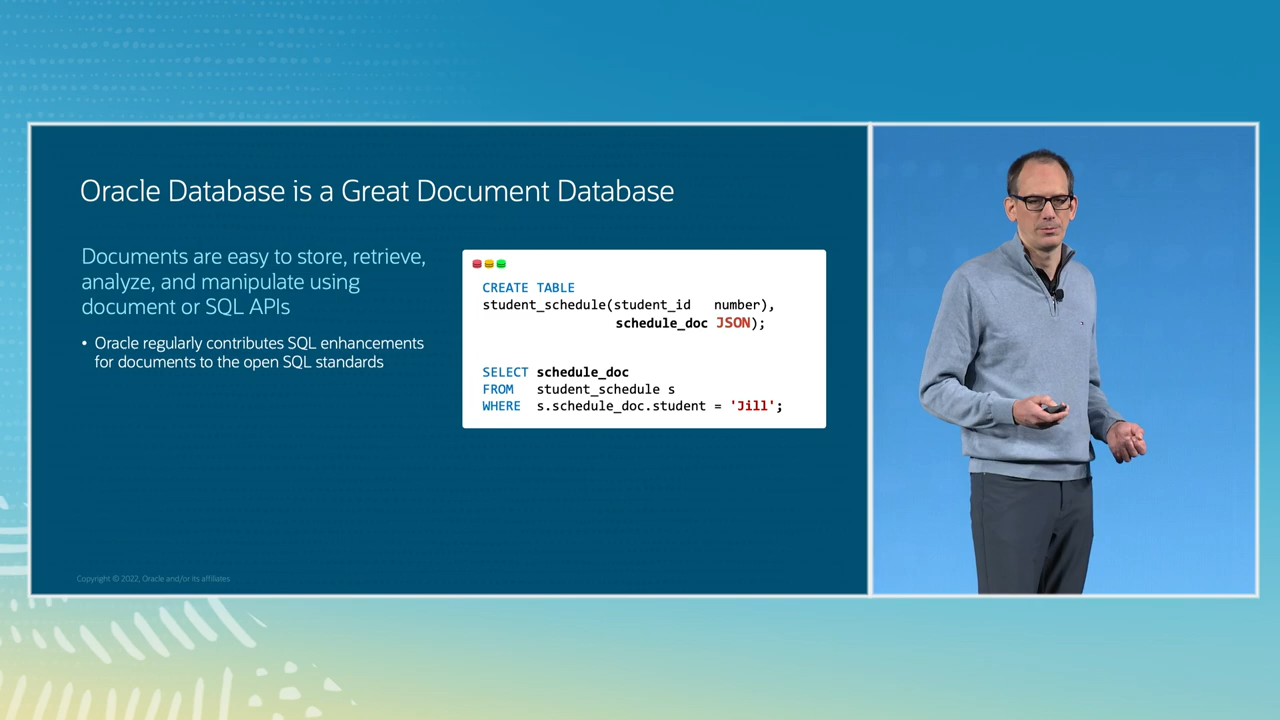 Oracle Database is a Great Document Database
Documents are easy to store, retrieve,
analyze, and manipulate using
document or SQL APIs
• Oracle regularly contributes SQL enhancements
for documents to the open SQL standards
CREATE TABLE
student_schedule(student_id   number),
schedule_doc JSON);
SELECT schedule_doc
FROM   student_schedule s
WHERE  s.schedule_doc.student = 'Jill';
Copyright © 2022, Oracle and/or its affiliates